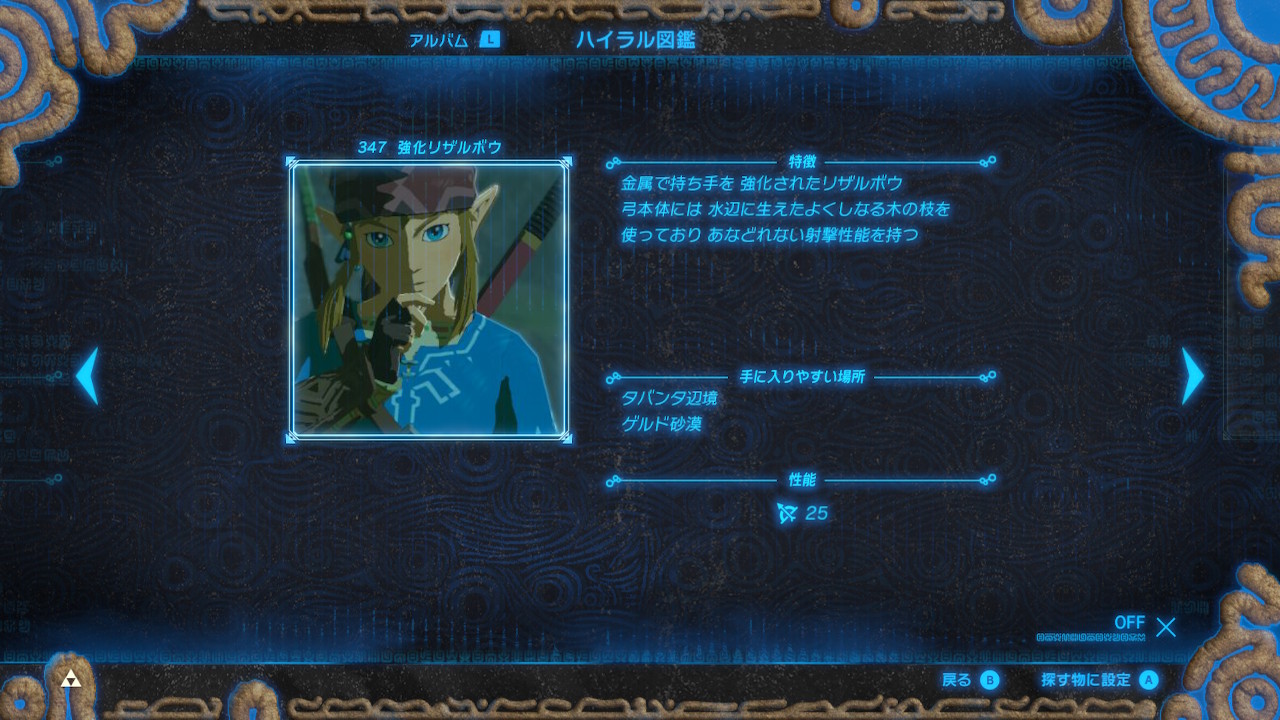 アルバム L
ハイラル図鑑
347 強化リザルボウ
特徴
金属で持ち手を 強化されたリザルボウ
弓本体には 水辺に生えたよくしなる木の枝を
使っており あなどれない射撃性能を持つ
手に入りやすい場所
タバンタ辺境
ゲルド砂漠
性能
25
OFF
戻る B
探す物に設定 A